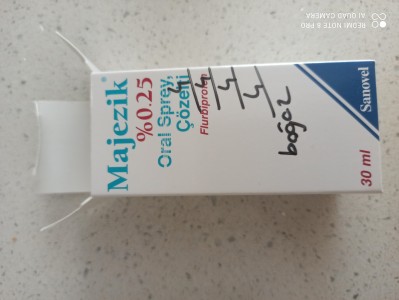 Majezik®
%0.25
Oral Sprey,
Çözelti
Flurbiprofen
boğaz
30 ml
Sanovel
REDMI NOTE 8 PRO
AI QUAD CAMERA